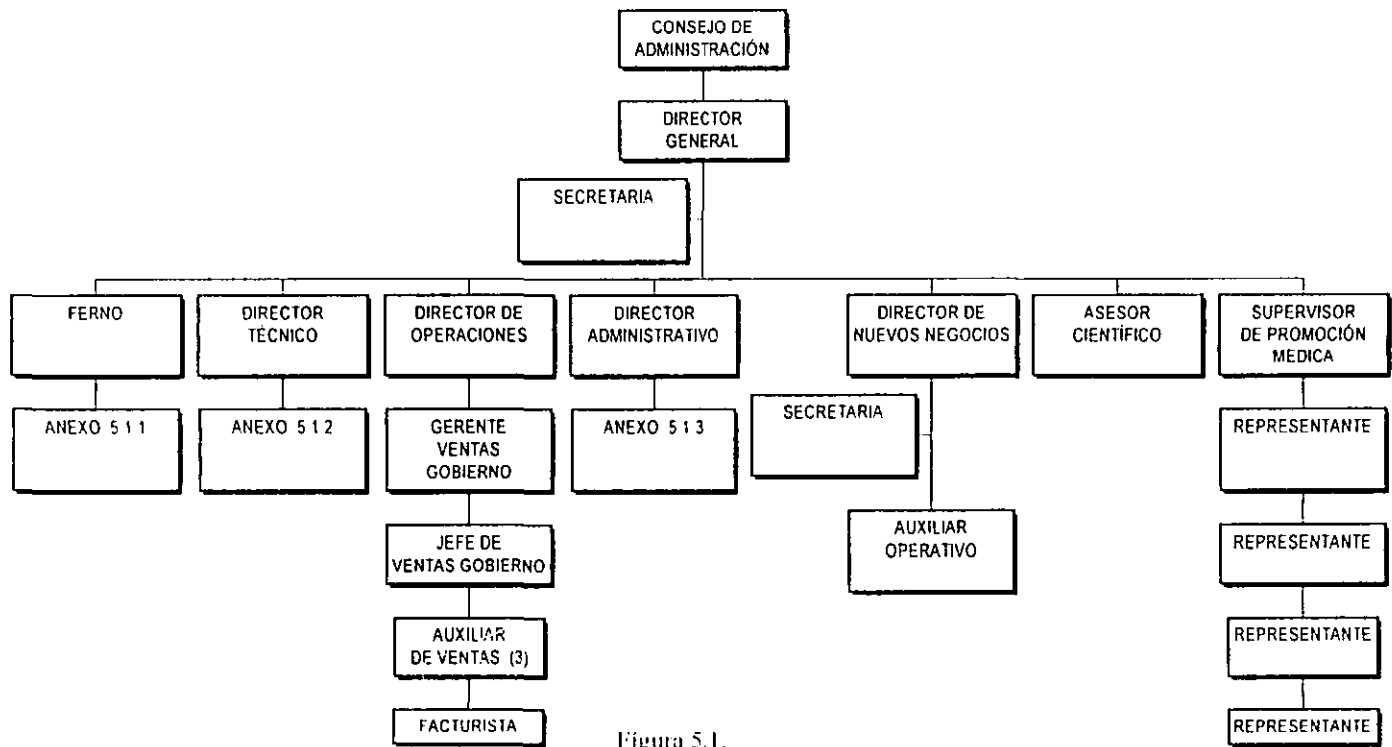 CONSEJO DE
ADMINISTRACIÓN
DIRECTOR
GENERAL
SECRETARIA
FERNO
DIRECTOR
TÉCNICO
DIRECTOR DE
OPERACIONES
DIRECTOR
ADMINISTRATIVO
DIRECTOR DE
NUEVOS NEGOCIOS
ASESOR
CIENTÍFICO
SUPERVISOR
DE PROMOCIÓN
MEDICA
ANEXO 5 1 1
ANEXO 5 1 2
GERENTE
VENTAS
GOBIERNO
ANEXO 5 1 3
SECRETARIA
REPRESENTANTE
JEFE DE
VENTAS GOBIERNO
AUXILIAR
OPERATIVO
REPRESENTANTE
AUXILIAR
DE VENTAS (3)
REPRESENTANTE
FACTURISTA
REPRESENTANTE
Figura 5.1.